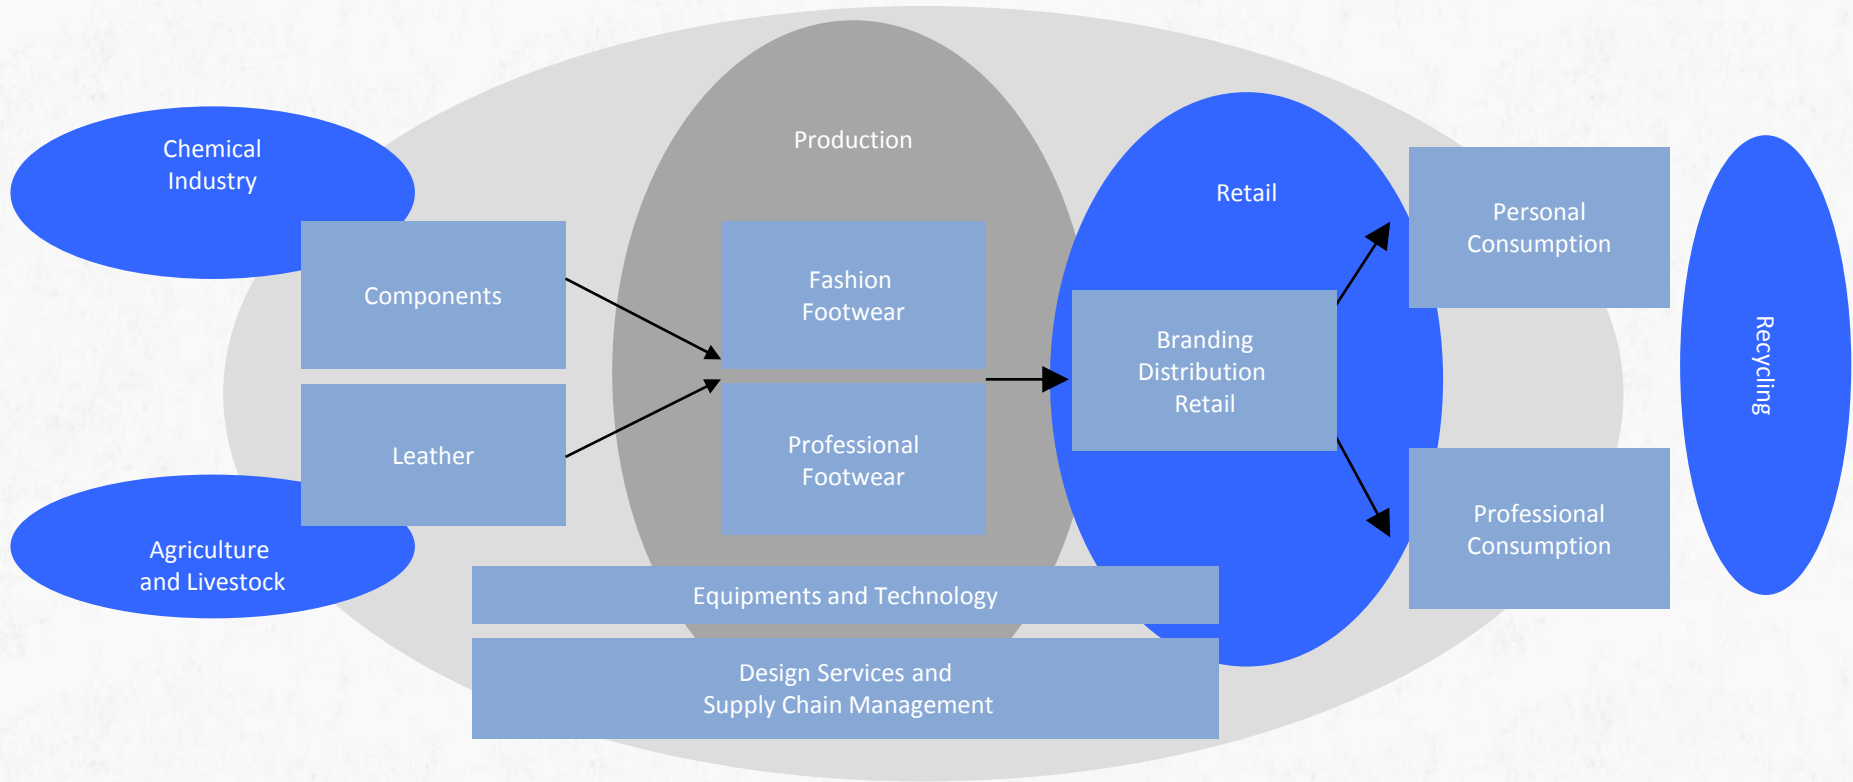 Chemical
Industry
Components
Leather
Agriculture
and Livestock
Production
Fashion
Footwear
Professional
Footwear
Equipments and Technology
Design Services and
Supply Chain Management
Retail
Branding
Distribution
Retail
Personal
Consumption
Professional
Consumption
Recycling